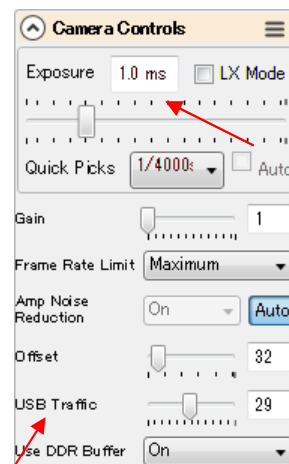 Camera Controls
Exposure 1.0 ms LX Mode
Quick Picks 1/4000s Auto
Gain 1
Frame Rate Limit Maximum
Amp Noise
Reduction On Auto
Offset 32
USB Traffic 29
Use DDR Buffer On